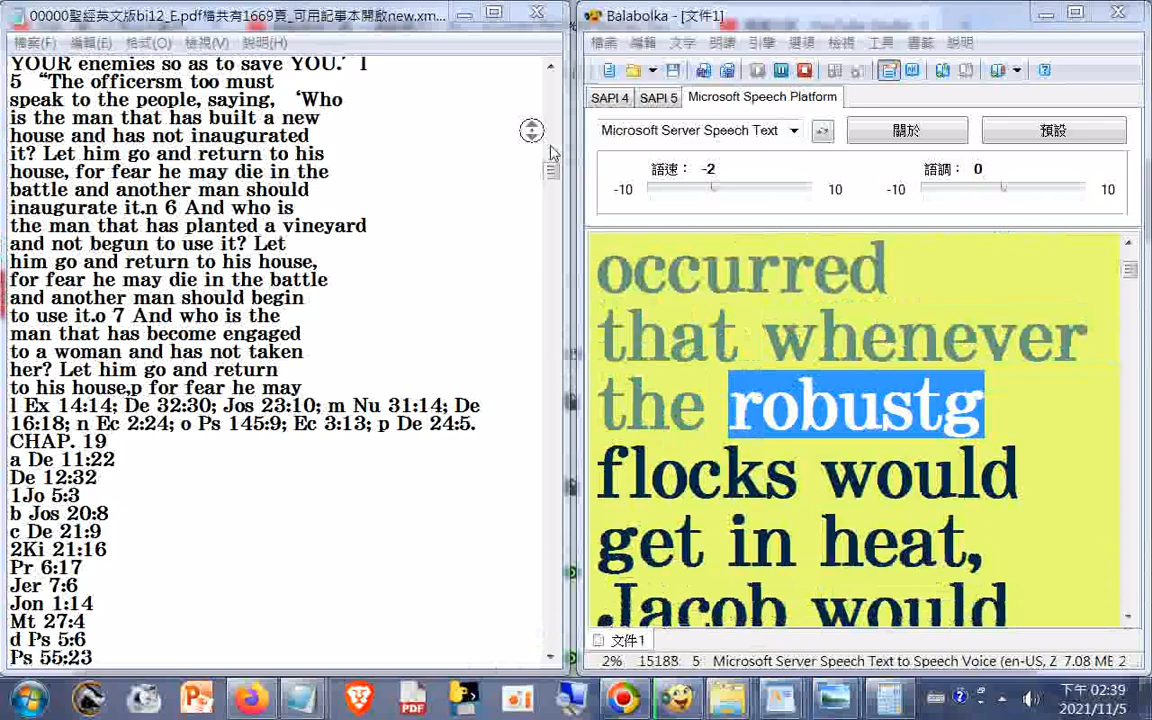 00000聖經英文版bi12_E.pdf檔共有1669頁_可用記事本開啟new.xm...
檔案(F) 編輯(E) 格式(O) 檢視(V) 說明(H)
YOUR enemies so as to save YOU.’ l
5 “The officersm too must
speak to the people, saying, ‘Who
is the man that has built a new
house and has not inaugurated
it? Let him go and return to his
house, for fear he may die in the
battle and another man should
inaugurate it.n 6 And who is
the man that has planted a vineyard
and not begun to use it? Let
him go and return to his house,
for fear he may die in the battle
and another man should begin
to use it.o 7 And who is the
man that has become engaged
to a woman and has not taken
her? Let him go and return
to his house,p for fear he may
l Ex 14:14; De 32:30; Jos 23:10; m Nu 31:14; De
16:18; n Ec 2:24; o Ps 145:9; Ec 3:13; p De 24:5.
CHAP. 19
a De 11:22
De 12:32
1Jo 5:3
b Jos 20:8
c De 21:9
2Ki 21:16
Pr 6:17
Jer 7:6
Jon 1:14
Mt 27:4
d Ps 5:6
Ps 55:23
Balabolka - [文件1]
檔案 編輯 文字 朗讀 引擎 選項 檢視 工具 書籤 說明
SAPI 4 SAPI 5 Microsoft Speech Platform
Microsoft Server Speech Text 關於 預設
語速： -2 語調： 0
-10 10 -10 10
occurred
that whenever
the robustg
flocks would
get in heat,
Jacob would
文件1
2% 15188 5 Microsoft Server Speech Text to Speech Voice (en-US, Z 7.08 ME 2
PDF
下午 02:39
2021/11/5